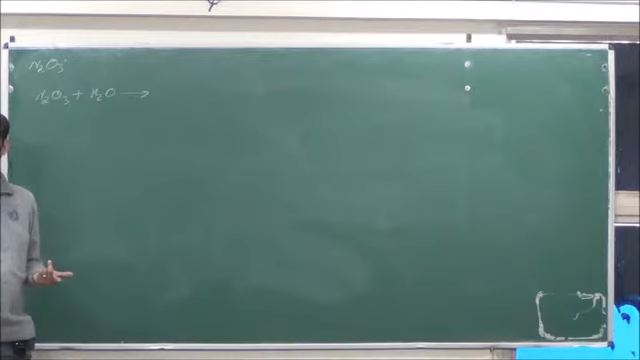 N₂O₃
N₂O₃ + H₂O ⟶